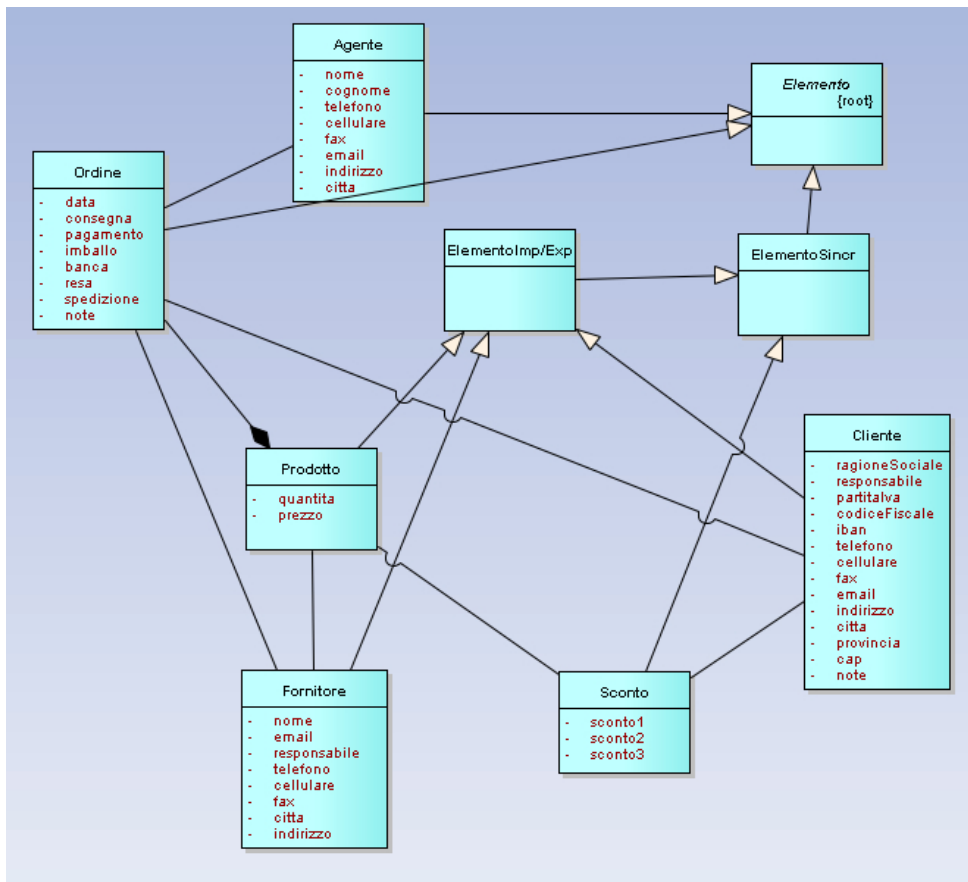 Agente
- nome
- cognome
- telefono
- cellulare
- fax
- email
- indirizzo
- citta
Elemento
{root}
Ordine
- data
- consegna
- pagamento
- imballo
- banca
- resa
- spedizione
- note
ElementoImp/Exp
ElementoSincr
Prodotto
- quantita
- prezzo
Cliente
- ragioneSociale
- responsabile
- partitaIva
- codiceFiscale
- iban
- telefono
- cellulare
- fax
- email
- indirizzo
- citta
- provincia
- cap
- note
Fornitore
- nome
- email
- responsabile
- telefono
- cellulare
- fax
- citta
- indirizzo
Sconto
- sconto1
- sconto2
- sconto3